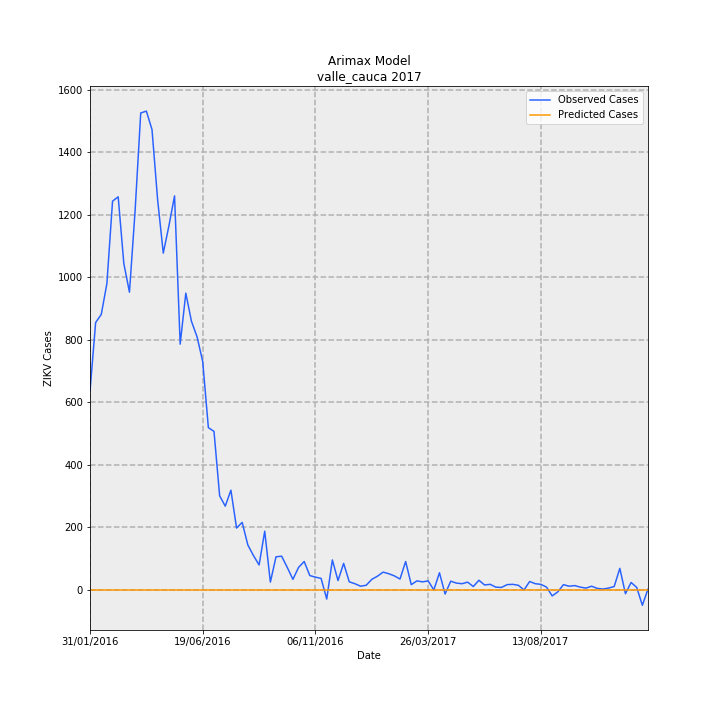 Arimax Model
valle_cauca 2017
Observed Cases
Predicted Cases
1600
1400
1200
1000
800
600
400
200
0
ZIKV Cases
31/01/2016
19/06/2016
06/11/2016
26/03/2017
13/08/2017
Date